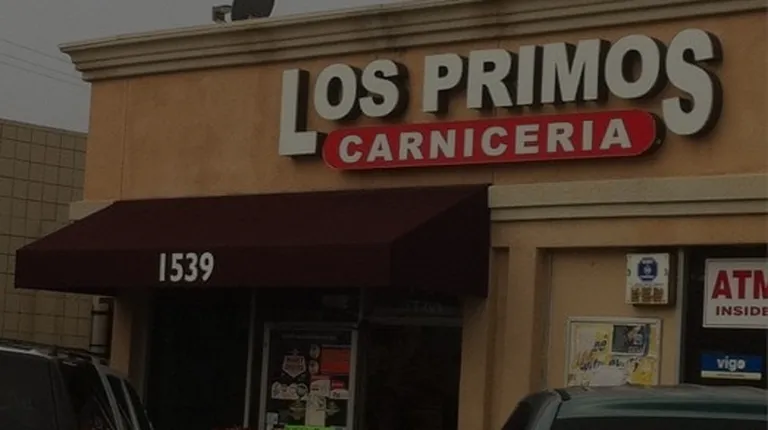 LOS PRIMOS
CARNICERIA
1539
ATM
INSIDE
vigo